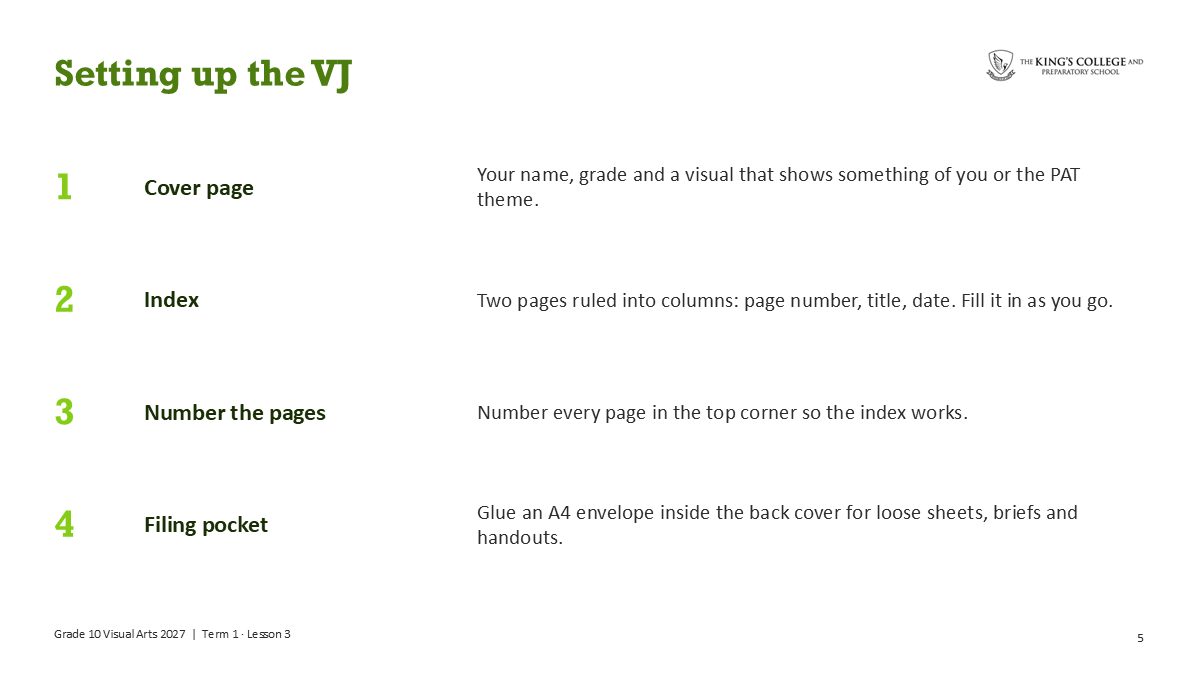 Setting up the VJ
THE KING'S COLLEGE AND
PREPARATORY SCHOOL
1
Cover page
Your name, grade and a visual that shows something of you or the PAT
theme.
2
Index
Two pages ruled into columns: page number, title, date. Fill it in as you go.
3
Number the pages
Number every page in the top corner so the index works.
4
Filing pocket
Glue an A4 envelope inside the back cover for loose sheets, briefs and
handouts.
Grade 10 Visual Arts 2027 | Term 1 · Lesson 3
5